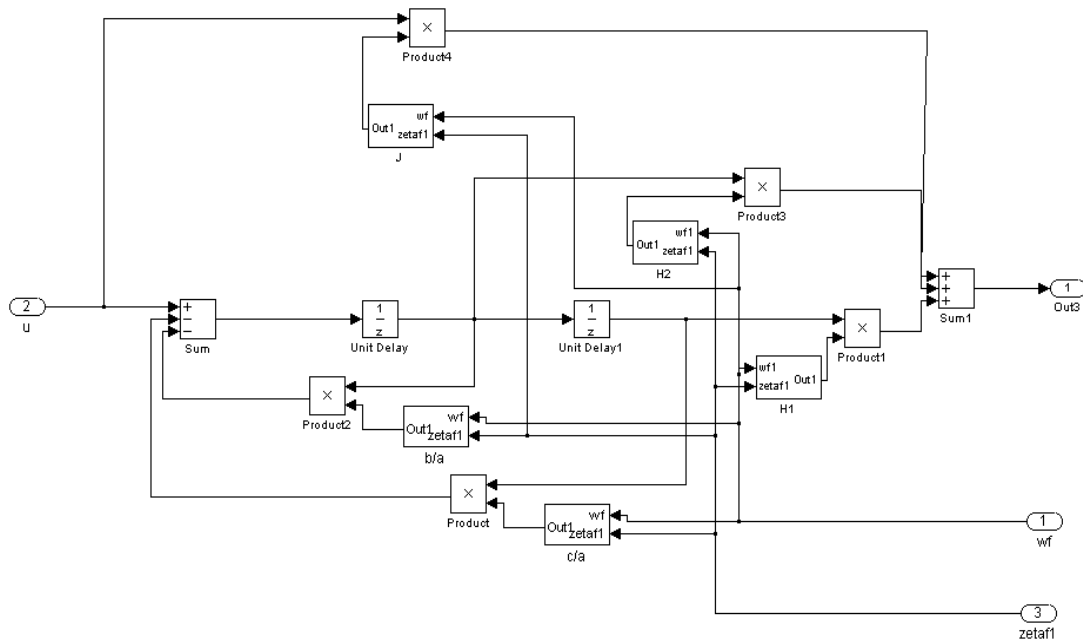 ×
Product4
wf
Out1
zetaf1
J
×
Product3
wf1
Out1
zetaf1
H2
2
u
+
−
−
Sum
1
z
Unit Delay
1
z
Unit Delay1
×
Product1
+
+
+
Sum1
1
Out3
wf1
Out1
zetaf1
H1
×
Product2
wf
Out1
zetaf1
b/a
×
Product
wf
Out1
zetaf1
c/a
1
wf
3
zetaf1